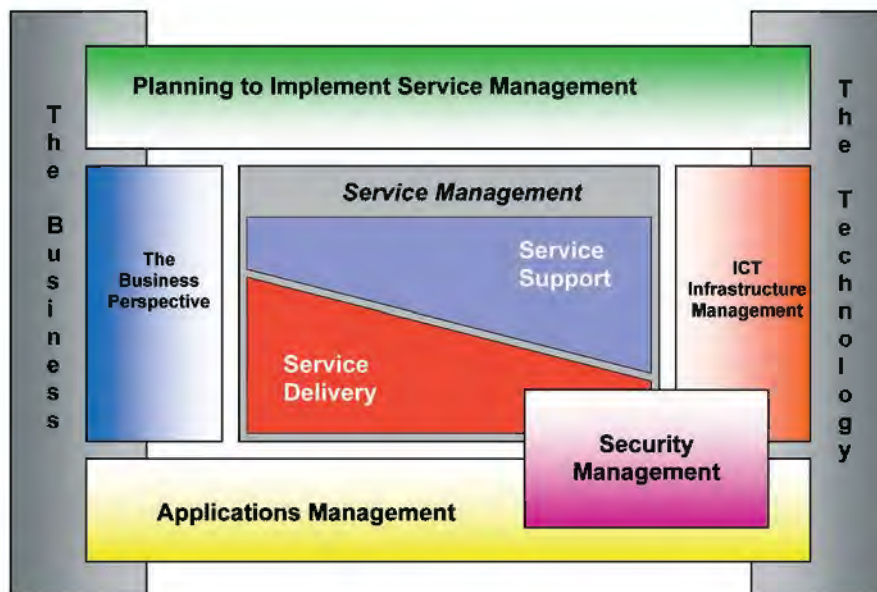 Planning to Implement Service Management
The Business
The Technology
Service Management
The
Business
Perspective
Service
Support
ICT
Infrastructure
Management
Service
Delivery
Security
Management
Applications Management